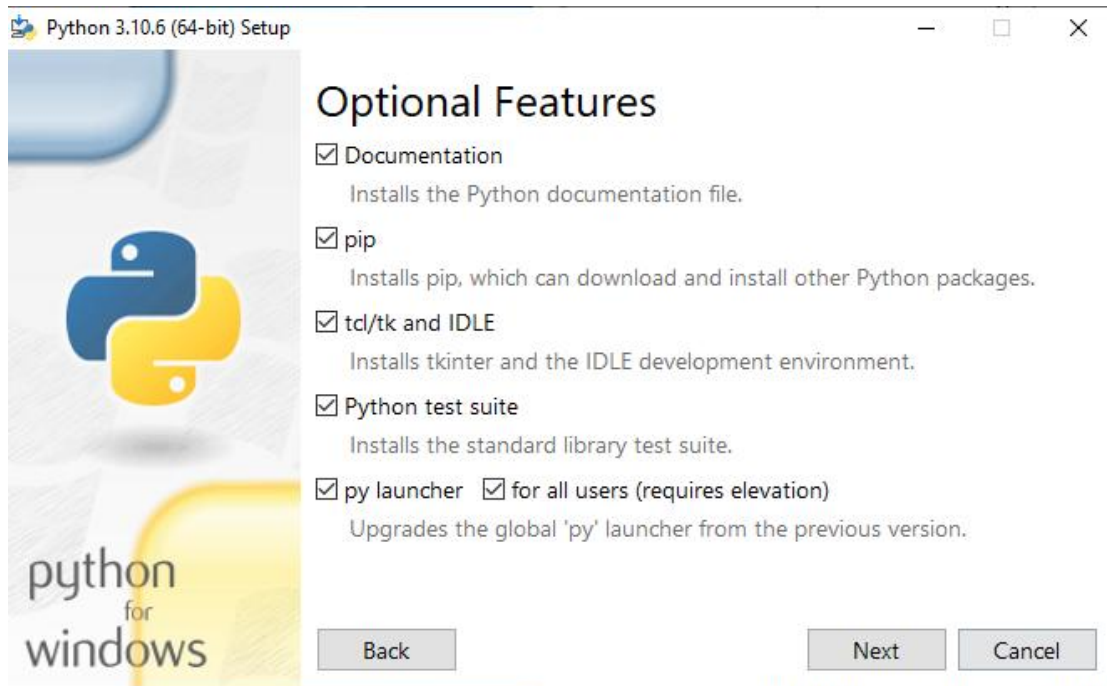 Python 3.10.6 (64-bit) Setup
Optional Features
Documentation
Installs the Python documentation file.
pip
Installs pip, which can download and install other Python packages.
tcl/tk and IDLE
Installs tkinter and the IDLE development environment.
Python test suite
Installs the standard library test suite.
py launcher for all users (requires elevation)
Upgrades the global 'py' launcher from the previous version.
python
for
windows
Back Next Cancel